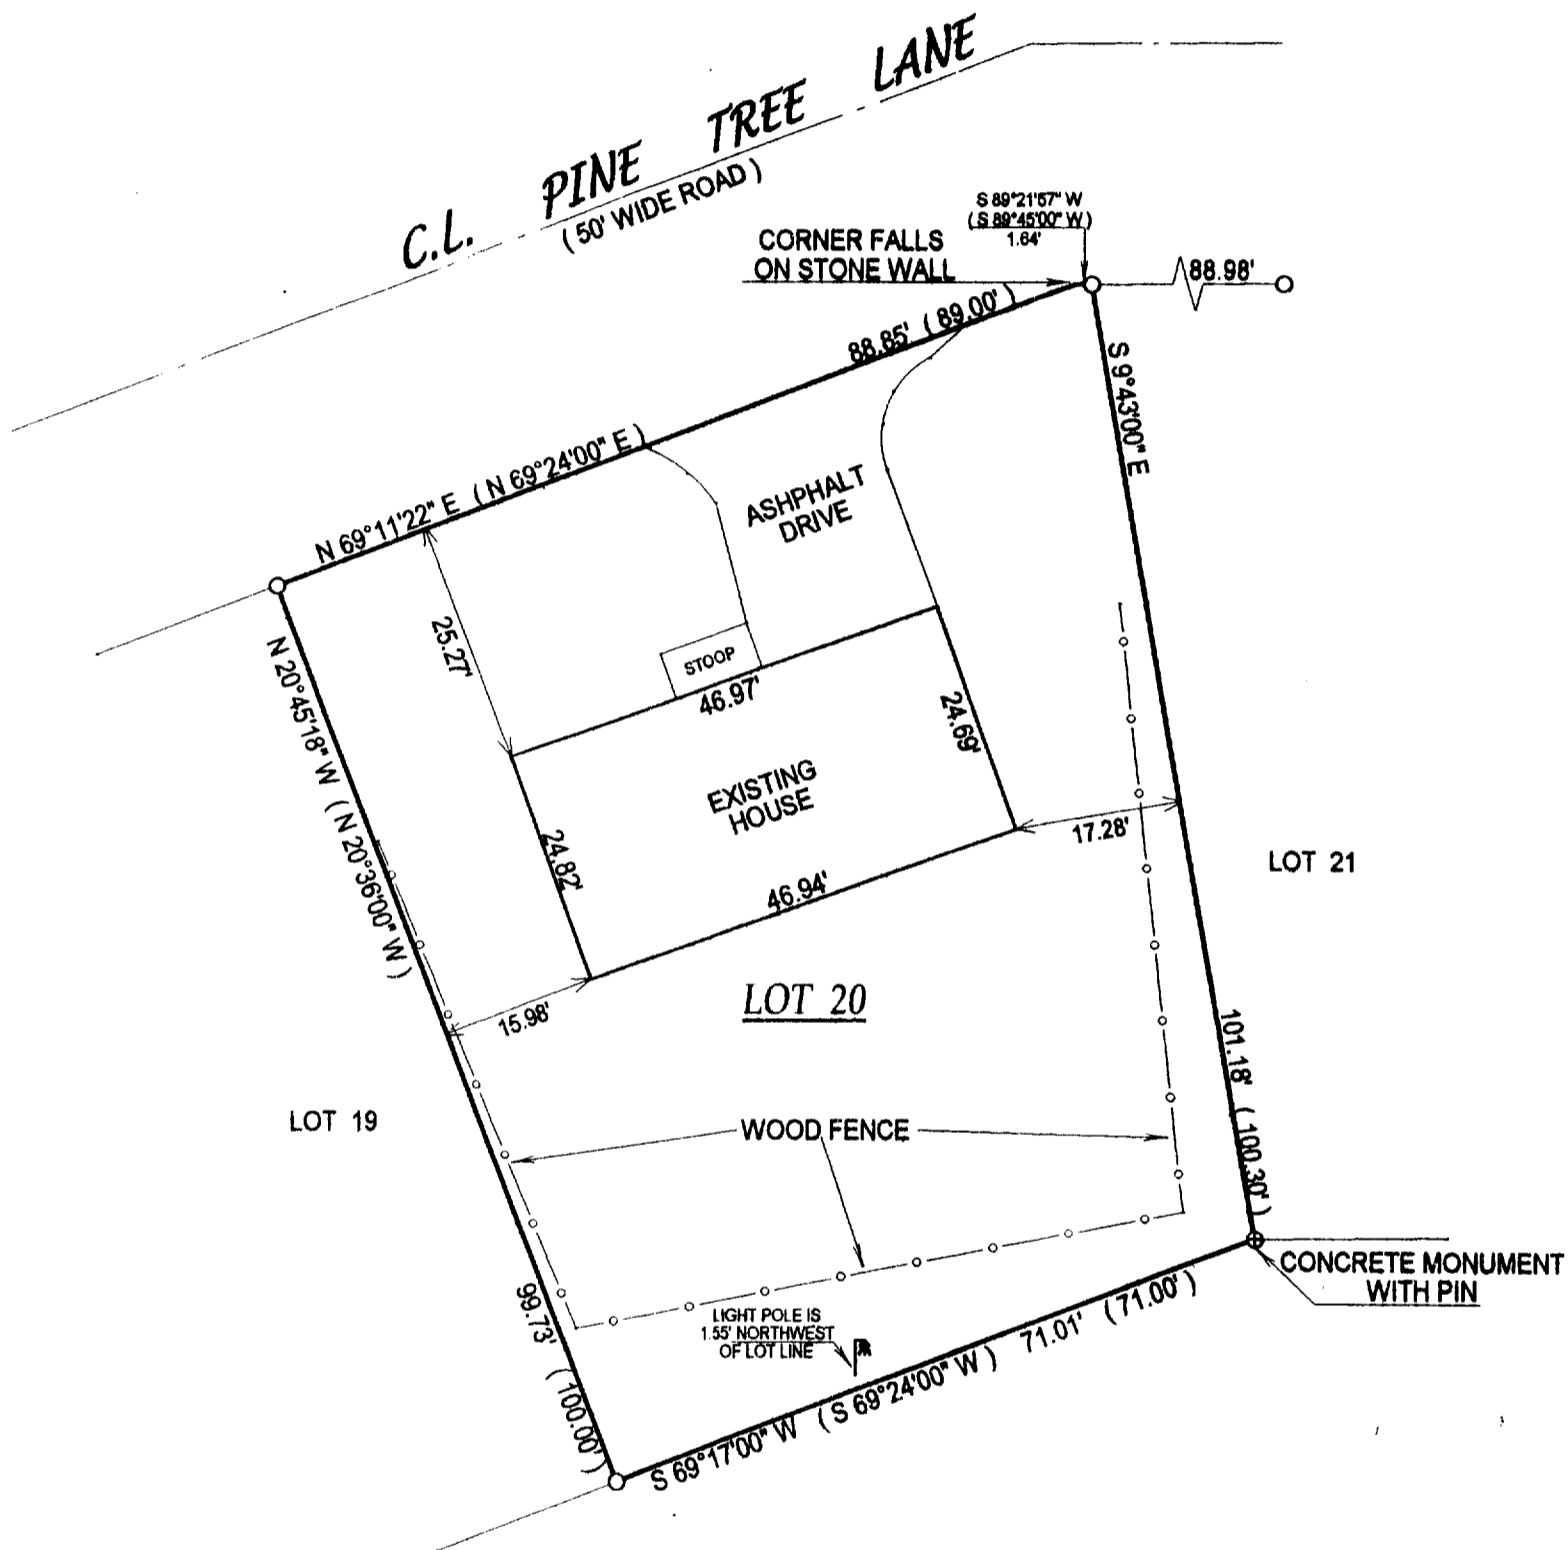 C.L. PINE TREE LANE
( 50' WIDE ROAD )
S 89°21'57" W
( S 89°45'00" W )
1.64'
CORNER FALLS
ON STONE WALL
88.98'
88.85' ( 89.00' )
N 69°11'22" E ( N 69°24'00" E )
S 9°43'00" E
ASHPHALT
DRIVE
25.27'
STOOP
46.97'
24.69'
N 20°45'18" W ( N 20°36'00" W )
EXISTING
HOUSE
24.82'
17.28'
46.94'
LOT 21
15.98'
LOT 20
101.18' ( 100.30' )
LOT 19
WOOD FENCE
CONCRETE MONUMENT
WITH PIN
99.73' ( 100.00' )
LIGHT POLE IS
1.55' NORTHWEST
OF LOT LINE
S 69°17'00" W ( S 69°24'00" W ) 71.01' ( 71.00' )